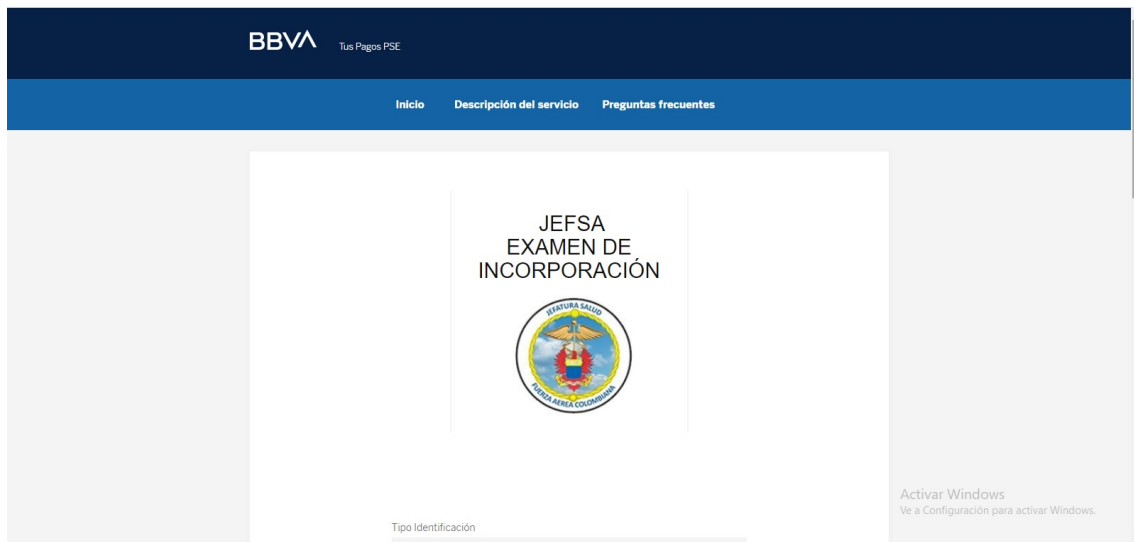 BBVA
Tus Pagos PSE
Inicio
Descripción del servicio
Preguntas frecuentes
JEFSA
EXAMEN DE
INCORPORACIÓN
JEFATURA SALUD
FUERZA AEREA COLOMBIANA
Activar Windows
Ve a Configuración para activar Windows.
Tipo Identificación